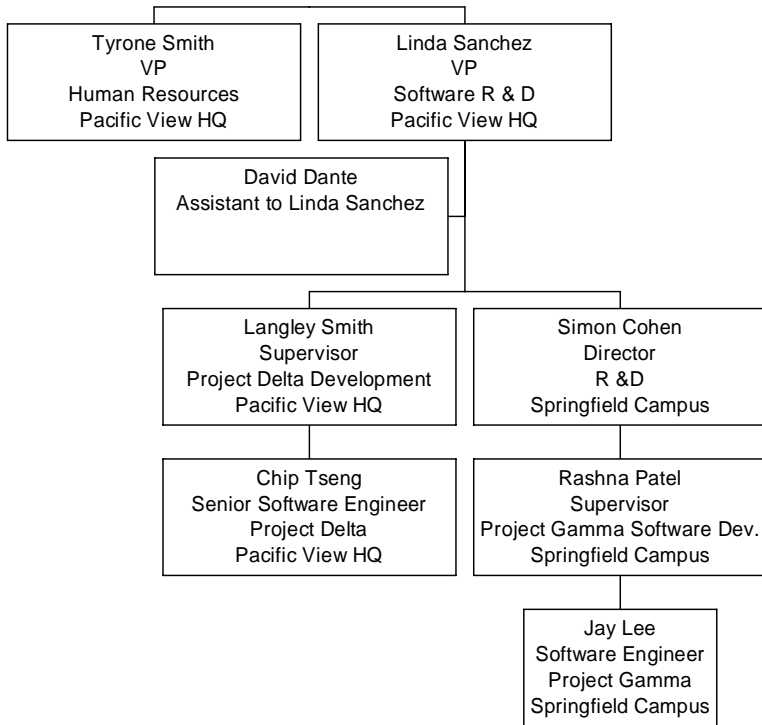 Tyrone Smith
VP
Human Resources
Pacific View HQ
Linda Sanchez
VP
Software R & D
Pacific View HQ
David Dante
Assistant to Linda Sanchez
Langley Smith
Supervisor
Project Delta Development
Pacific View HQ
Simon Cohen
Director
R &D
Springfield Campus
Chip Tseng
Senior Software Engineer
Project Delta
Pacific View HQ
Rashna Patel
Supervisor
Project Gamma Software Dev.
Springfield Campus
Jay Lee
Software Engineer
Project Gamma
Springfield Campus